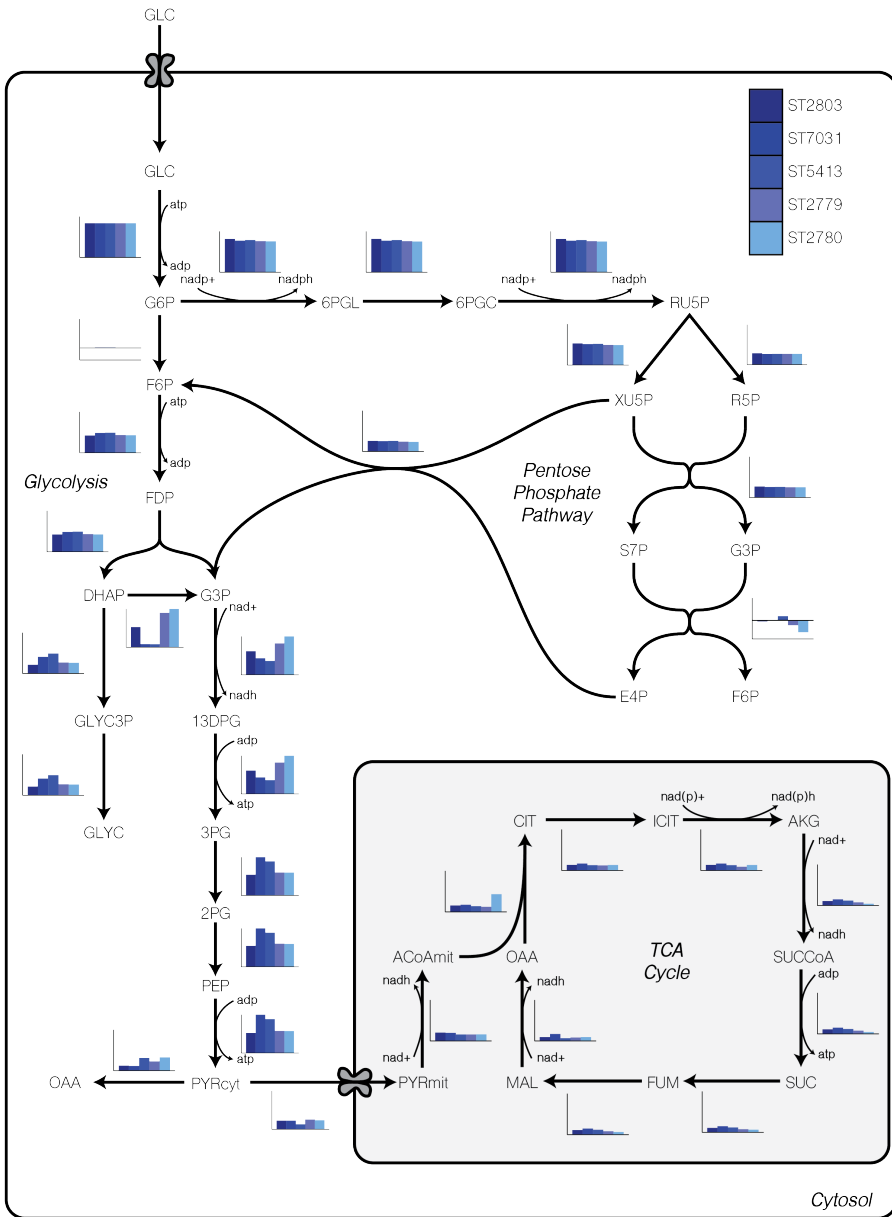 GLC
ST2803
ST7031
GLC
ST5413
atp
ST2779
ST2780
adp
nadp+
nadph
nadp+
nadph
G6P
6PGL
6PGC
RU5P
F6P
XU5P
R5P
atp
adp
Glycolysis
Pentose
Phosphate
Pathway
FDP
S7P
G3P
DHAP
G3P
nad+
nadh
E4P
F6P
GLYC3P
13DPG
adp
atp
nad(p)+
nad(p)h
CIT
ICIT
AKG
GLYC
3PG
nad+
2PG
nadh
ACoAmit
OAA
TCA
Cycle
SUCCoA
PEP
nadh
nadh
adp
adp
atp
nad+
nad+
atp
OAA
PYRcyt
PYRmit
MAL
FUM
SUC
Cytosol